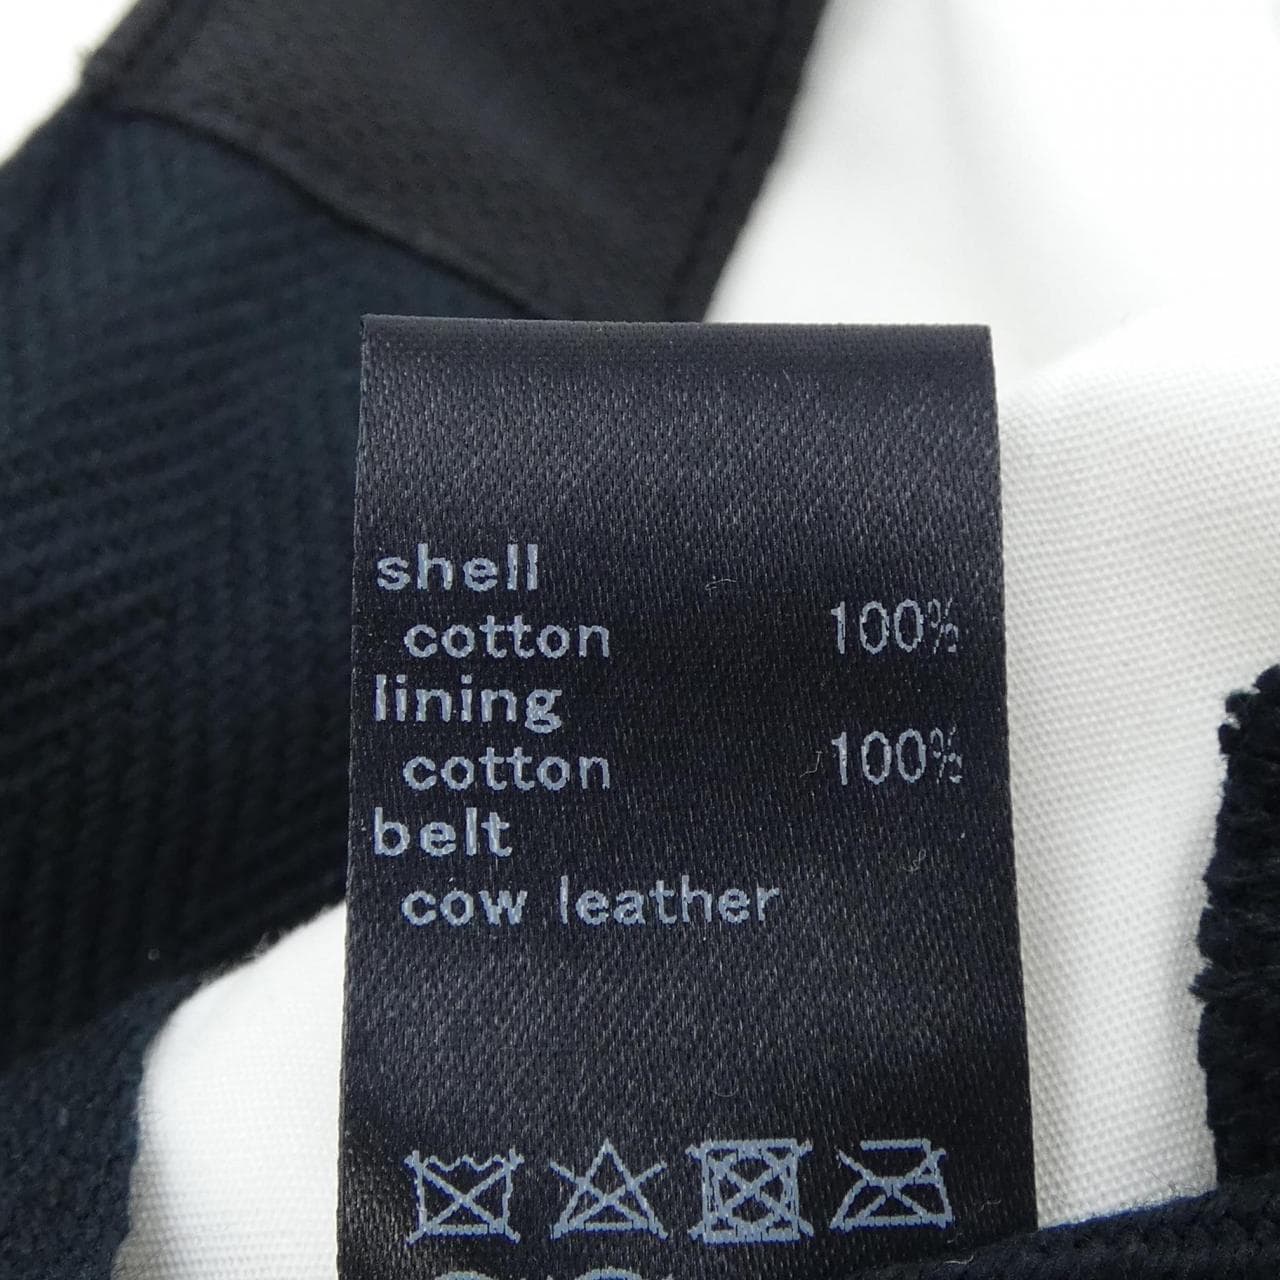 shell
cotton 100%
lining
cotton 100%
belt
cow leather